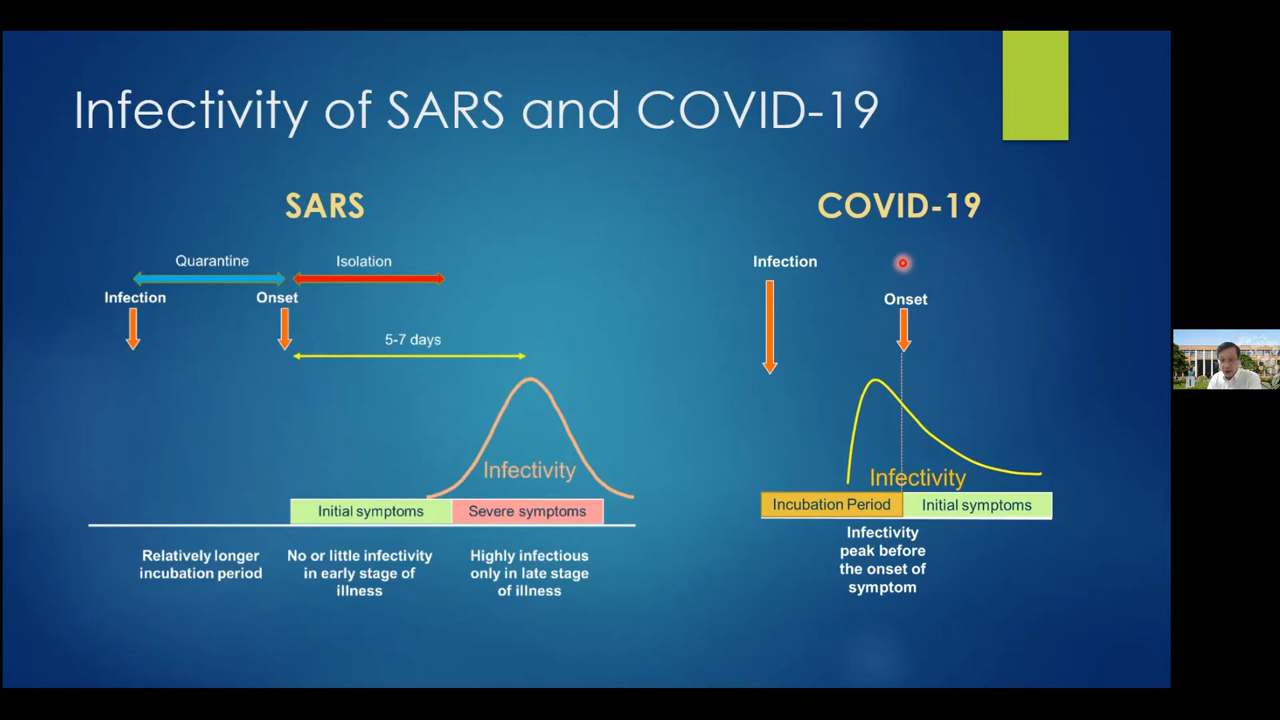 Infectivity of SARS and COVID-19
SARS
Quarantine
Isolation
Infection
Onset
5-7 days
Infectivity
Initial symptoms
Severe symptoms
Relatively longer
incubation period
No or little infectivity
in early stage of
illness
Highly infectious
only in late stage
of illness
COVID-19
Infection
Onset
Infectivity
Incubation Period
Initial symptoms
Infectivity
peak before
the onset of
symptom